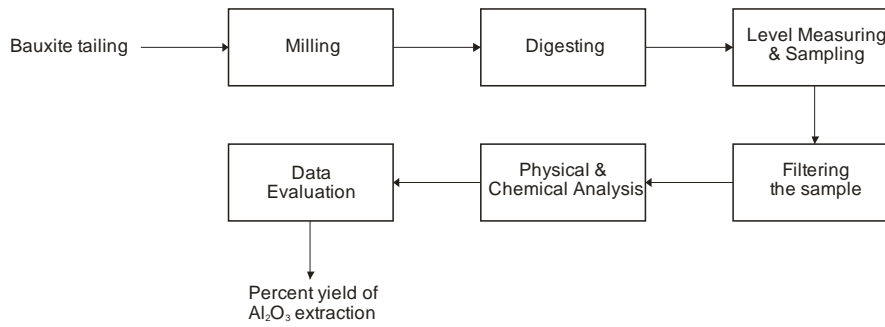 Bauxite tailing
Milling
Digesting
Level Measuring
& Sampling
Filtering
the sample
Physical &
Chemical Analysis
Data
Evaluation
Percent yield of
Al₂O₃ extraction